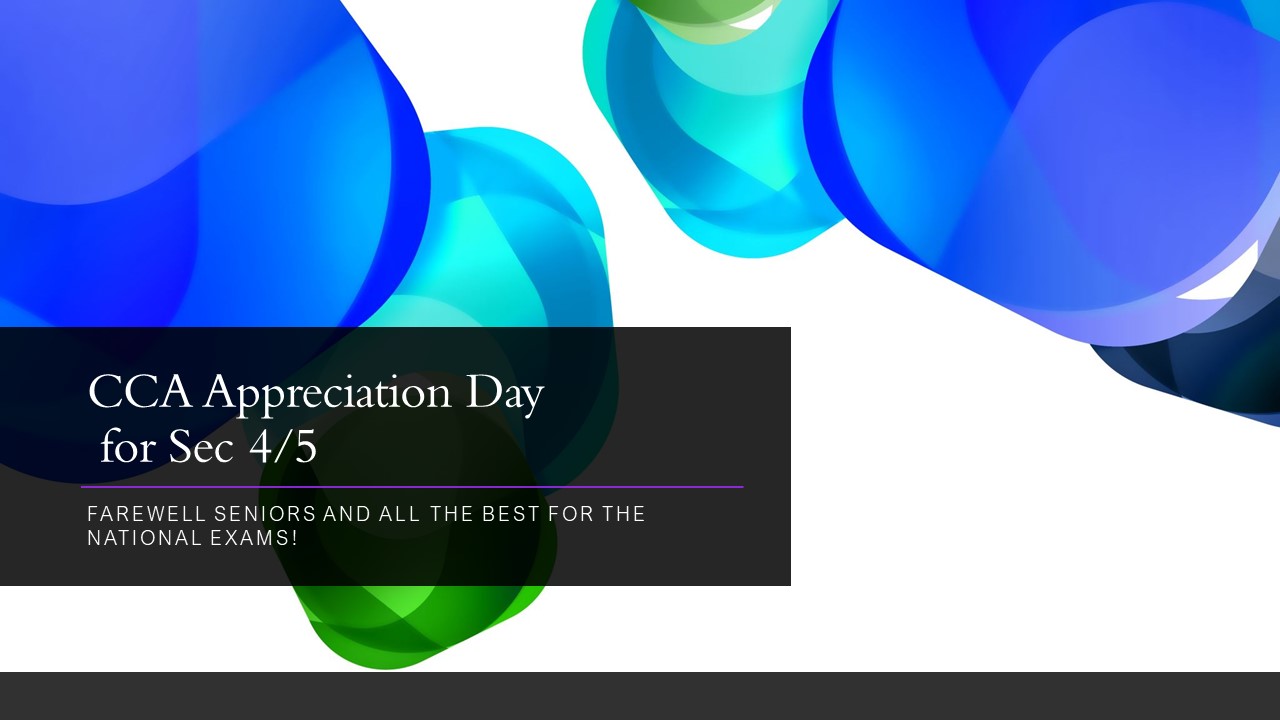 CCA Appreciation Day
for Sec 4/5
FAREWELL SENIORS AND ALL THE BEST FOR THE
NATIONAL EXAMS!